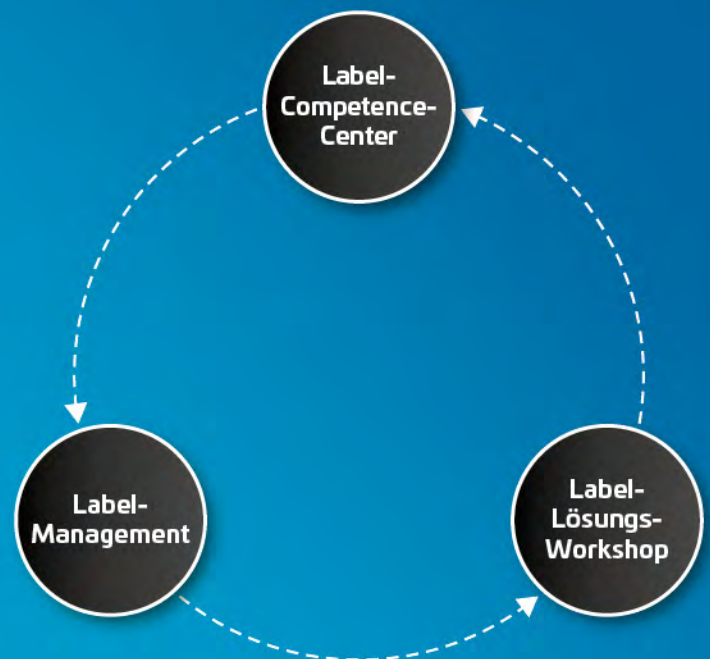 Label-
Competence-
Center
Label-
Management
Label-
Lösungs-
Workshop